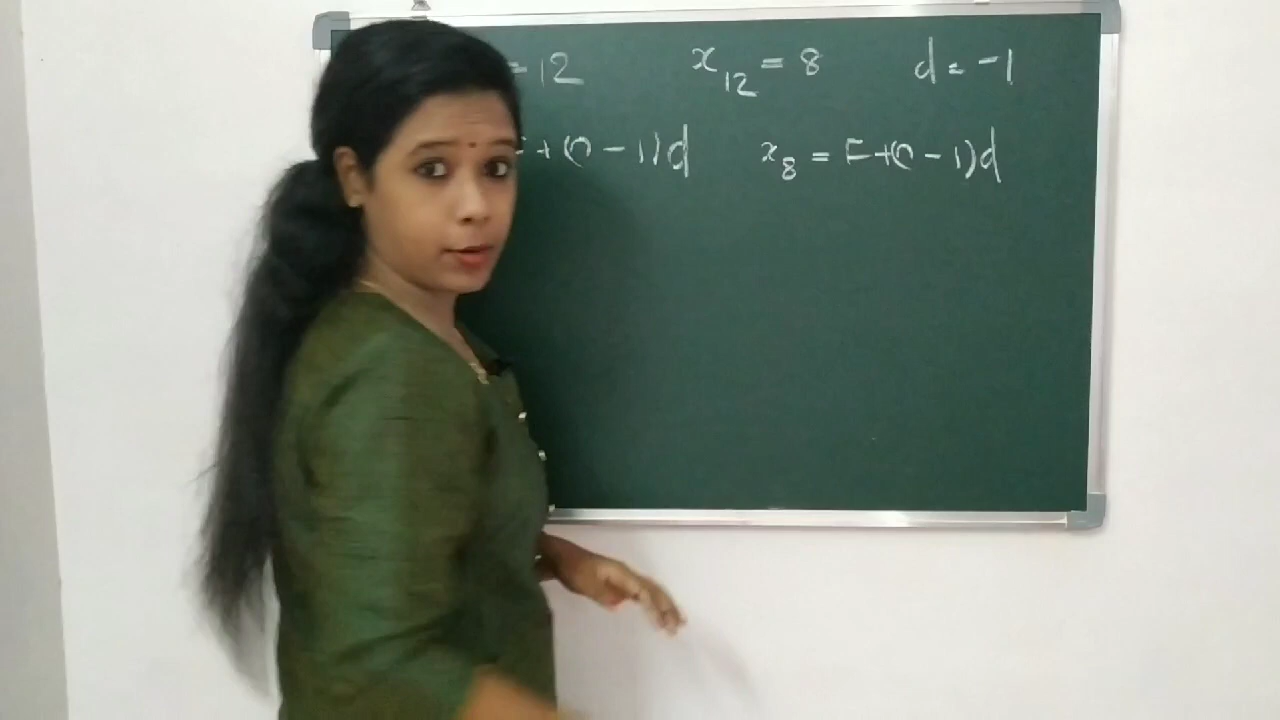 =12 x₁₂ = 8 d = -1
+(n - 1)d x₈ = F+(n - 1)d